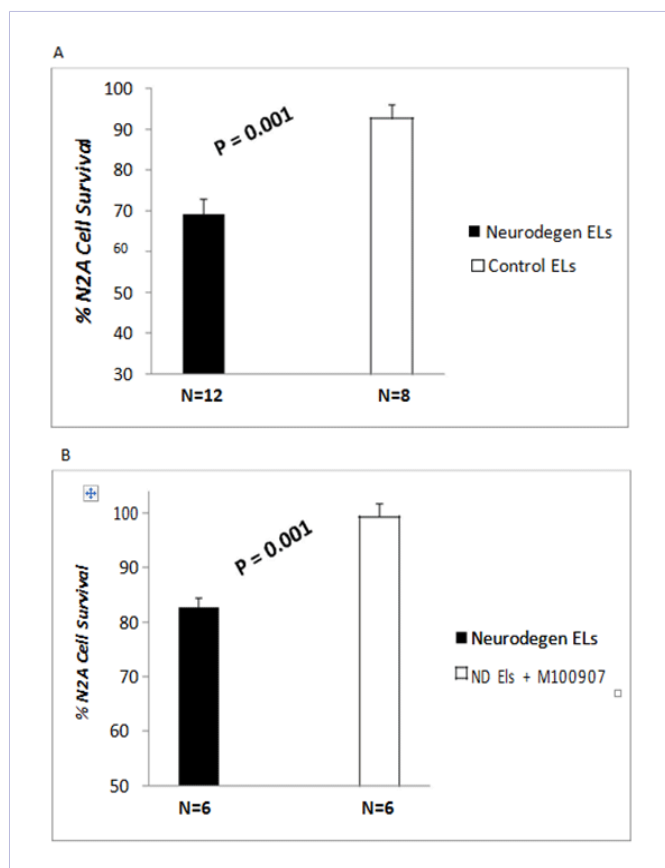 A
% N2A Cell Survival
100
90
80
70
60
50
40
30
P = 0.001
N=12
N=8
Neurodegen ELs
Control ELs
B
% N2A Cell Survival
100
90
80
70
60
50
P = 0.001
N=6
N=6
Neurodegen ELs
ND Els + M100907